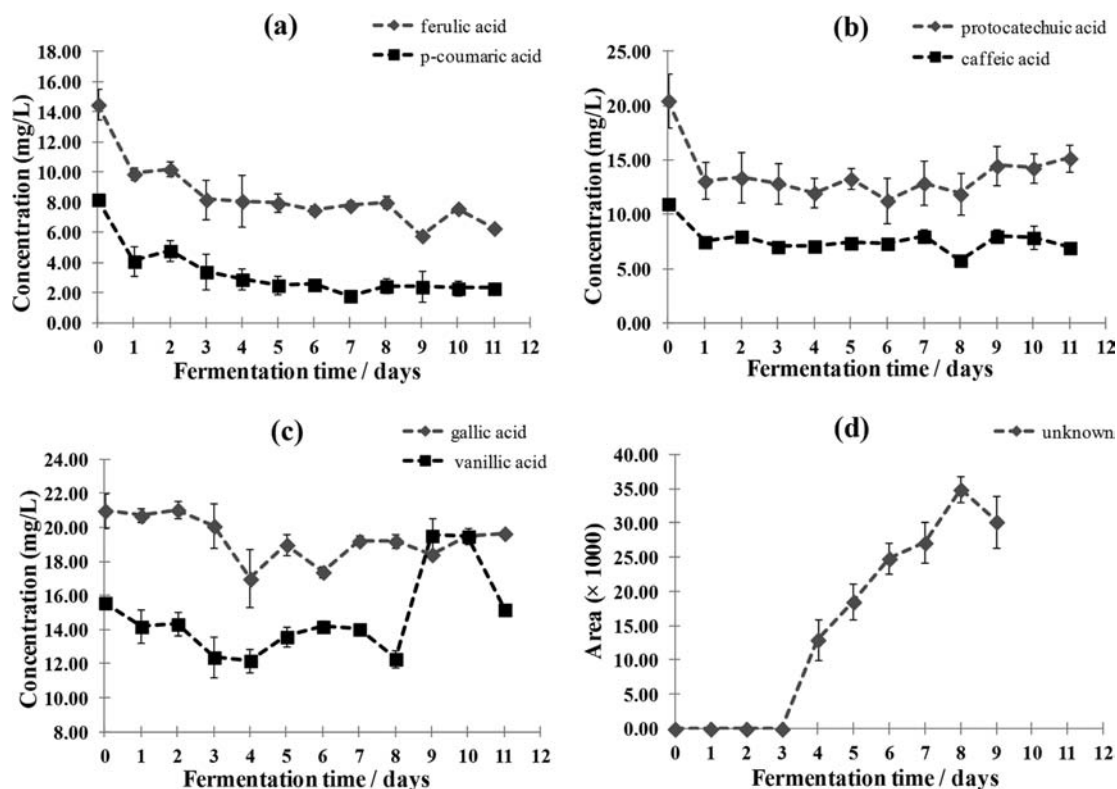 (a)
ferulic acid
p-coumaric acid
Concentration (mg/L)
18.00
16.00
14.00
12.00
10.00
8.00
6.00
4.00
2.00
0.00
0 1 2 3 4 5 6 7 8 9 10 11 12
Fermentation time / days
(b)
protocatechuic acid
caffeic acid
Concentration (mg/L)
25.00
20.00
15.00
10.00
5.00
0.00
0 1 2 3 4 5 6 7 8 9 10 11 12
Fermentation time / days
(c)
gallic acid
vanillic acid
Concentration (mg/L)
24.00
22.00
20.00
18.00
16.00
14.00
12.00
10.00
8.00
0 1 2 3 4 5 6 7 8 9 10 11 12
Fermentation time / days
(d)
unknown
Area (× 1000)
40.00
35.00
30.00
25.00
20.00
15.00
10.00
5.00
0.00
0 1 2 3 4 5 6 7 8 9 10 11 12
Fermentation time / days